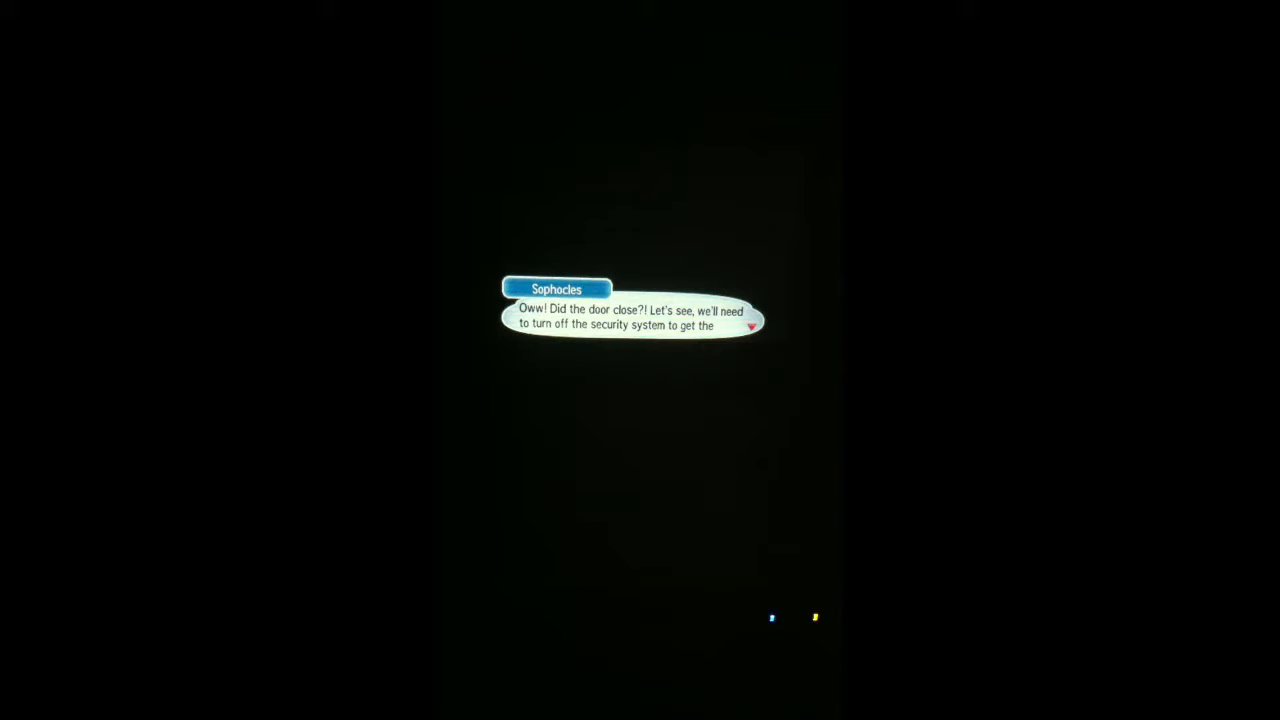 Sophocles
Oww! Did the door close?! Let's see, we'll need
to turn off the security system to get the